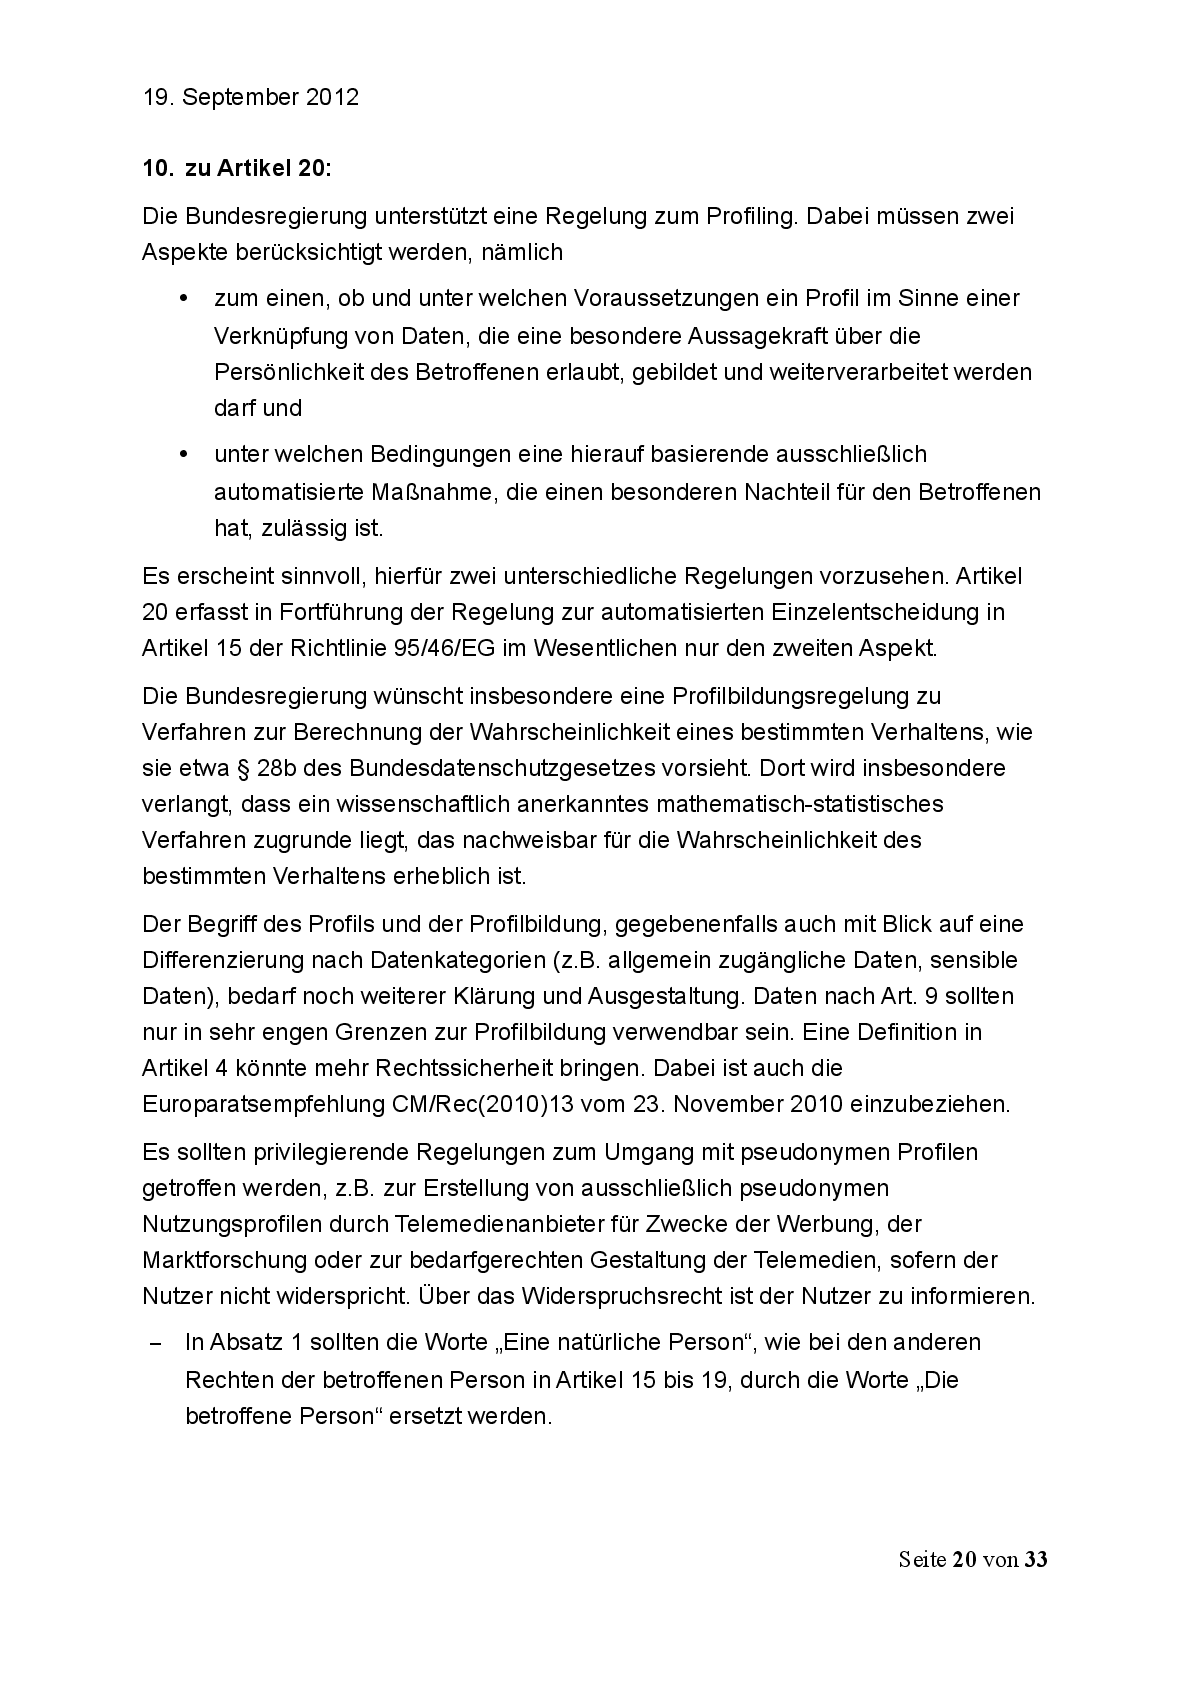 19. September 2012
10. zu Artikel 20:
Die Bundesregierung unterstützt eine Regelung zum Profiling. Dabei müssen zwei
Aspekte berücksichtigt werden, nämlich
• zum einen, ob und unter welchen Voraussetzungen ein Profil im Sinne einer
Verknüpfung von Daten, die eine besondere Aussagekraft über die
Persönlichkeit des Betroffenen erlaubt, gebildet und weiterverarbeitet werden
darf und
• unter welchen Bedingungen eine hierauf basierende ausschließlich
automatisierte Maßnahme, die einen besonderen Nachteil für den Betroffenen
hat, zulässig ist.
Es erscheint sinnvoll, hierfür zwei unterschiedliche Regelungen vorzusehen. Artikel
20 erfasst in Fortführung der Regelung zur automatisierten Einzelentscheidung in
Artikel 15 der Richtlinie 95/46/EG im Wesentlichen nur den zweiten Aspekt.
Die Bundesregierung wünscht insbesondere eine Profilbildungsregelung zu
Verfahren zur Berechnung der Wahrscheinlichkeit eines bestimmten Verhaltens, wie
sie etwa § 28b des Bundesdatenschutzgesetzes vorsieht. Dort wird insbesondere
verlangt, dass ein wissenschaftlich anerkanntes mathematisch-statistisches
Verfahren zugrunde liegt, das nachweisbar für die Wahrscheinlichkeit des
bestimmten Verhaltens erheblich ist.
Der Begriff des Profils und der Profilbildung, gegebenenfalls auch mit Blick auf eine
Differenzierung nach Datenkategorien (z.B. allgemein zugängliche Daten, sensible
Daten), bedarf noch weiterer Klärung und Ausgestaltung. Daten nach Art. 9 sollten
nur in sehr engen Grenzen zur Profilbildung verwendbar sein. Eine Definition in
Artikel 4 könnte mehr Rechtssicherheit bringen. Dabei ist auch die
Europaratsempfehlung CM/Rec(2010)13 vom 23. November 2010 einzubeziehen.
Es sollten privilegierende Regelungen zum Umgang mit pseudonymen Profilen
getroffen werden, z.B. zur Erstellung von ausschließlich pseudonymen
Nutzungsprofilen durch Telemedienanbieter für Zwecke der Werbung, der
Marktforschung oder zur bedarfgerechten Gestaltung der Telemedien, sofern der
Nutzer nicht widerspricht. Über das Widerspruchsrecht ist der Nutzer zu informieren.
– In Absatz 1 sollten die Worte „Eine natürliche Person“, wie bei den anderen
Rechten der betroffenen Person in Artikel 15 bis 19, durch die Worte „Die
betroffene Person“ ersetzt werden.
Seite 20 von 33